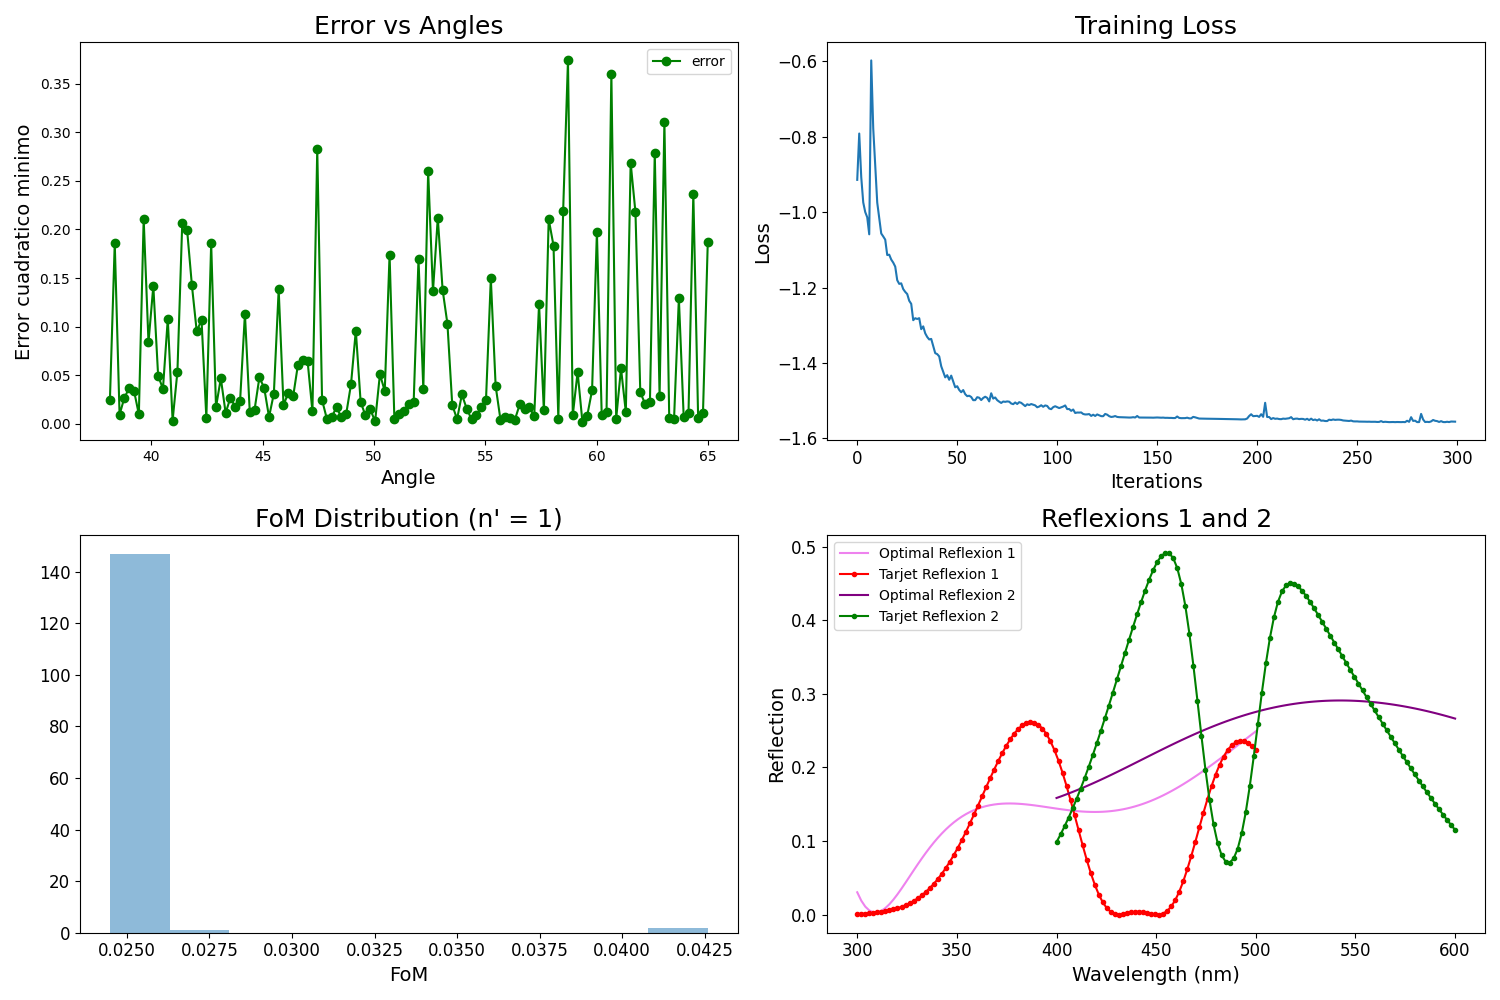 Error vs Angles
error
Error cuadratico minimo
0.35
0.30
0.25
0.20
0.15
0.10
0.05
0.00
40 45 50 55 60 65
Angle
Training Loss
Loss
−0.6
−0.8
−1.0
−1.2
−1.4
−1.6
0 50 100 150 200 250 300
Iterations
FoM Distribution (n' = 1)
140
120
100
80
60
40
20
0
0.0250 0.0275 0.0300 0.0325 0.0350 0.0375 0.0400 0.0425
FoM
Reflexions 1 and 2
Optimal Reflexion 1
Tarjet Reflexion 1
Optimal Reflexion 2
Tarjet Reflexion 2
Reflection
0.5
0.4
0.3
0.2
0.1
0.0
300 350 400 450 500 550 600
Wavelength (nm)